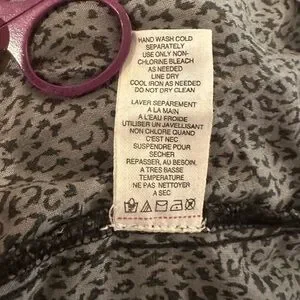 HAND WASH COLD
SEPARATELY
USE ONLY NON-
CHLORINE BLEACH
AS NEEDED
LINE DRY
COOL IRON AS NEEDED
DO NOT DRY CLEAN
LAVER SEPAREMENT
A LA MAIN
A L'EAU FROIDE
UTILISER UN JAVELLISANT
NON CHLORE QUAND
C'EST NEC
SUSPENDRE POUR
SECHER
REPASSER, AU BESOIN,
A TRES BASSE
TEMPERATURE
NE PAS NETTOYER
A SEC